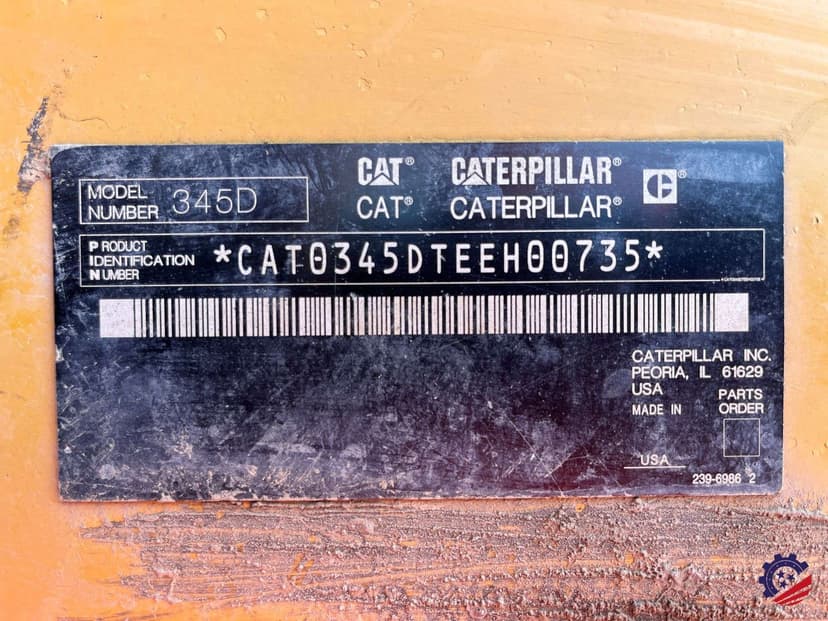 CAT® CATERPILLAR®
CAT® CATERPILLAR®
MODEL NUMBER 345D
PRODUCT IDENTIFICATION NUMBER *CAT0345DTEEH00735*
CATERPILLAR INC.
PEORIA, IL 61629
USA
MADE IN
USA
PARTS
ORDER
239-6986 2